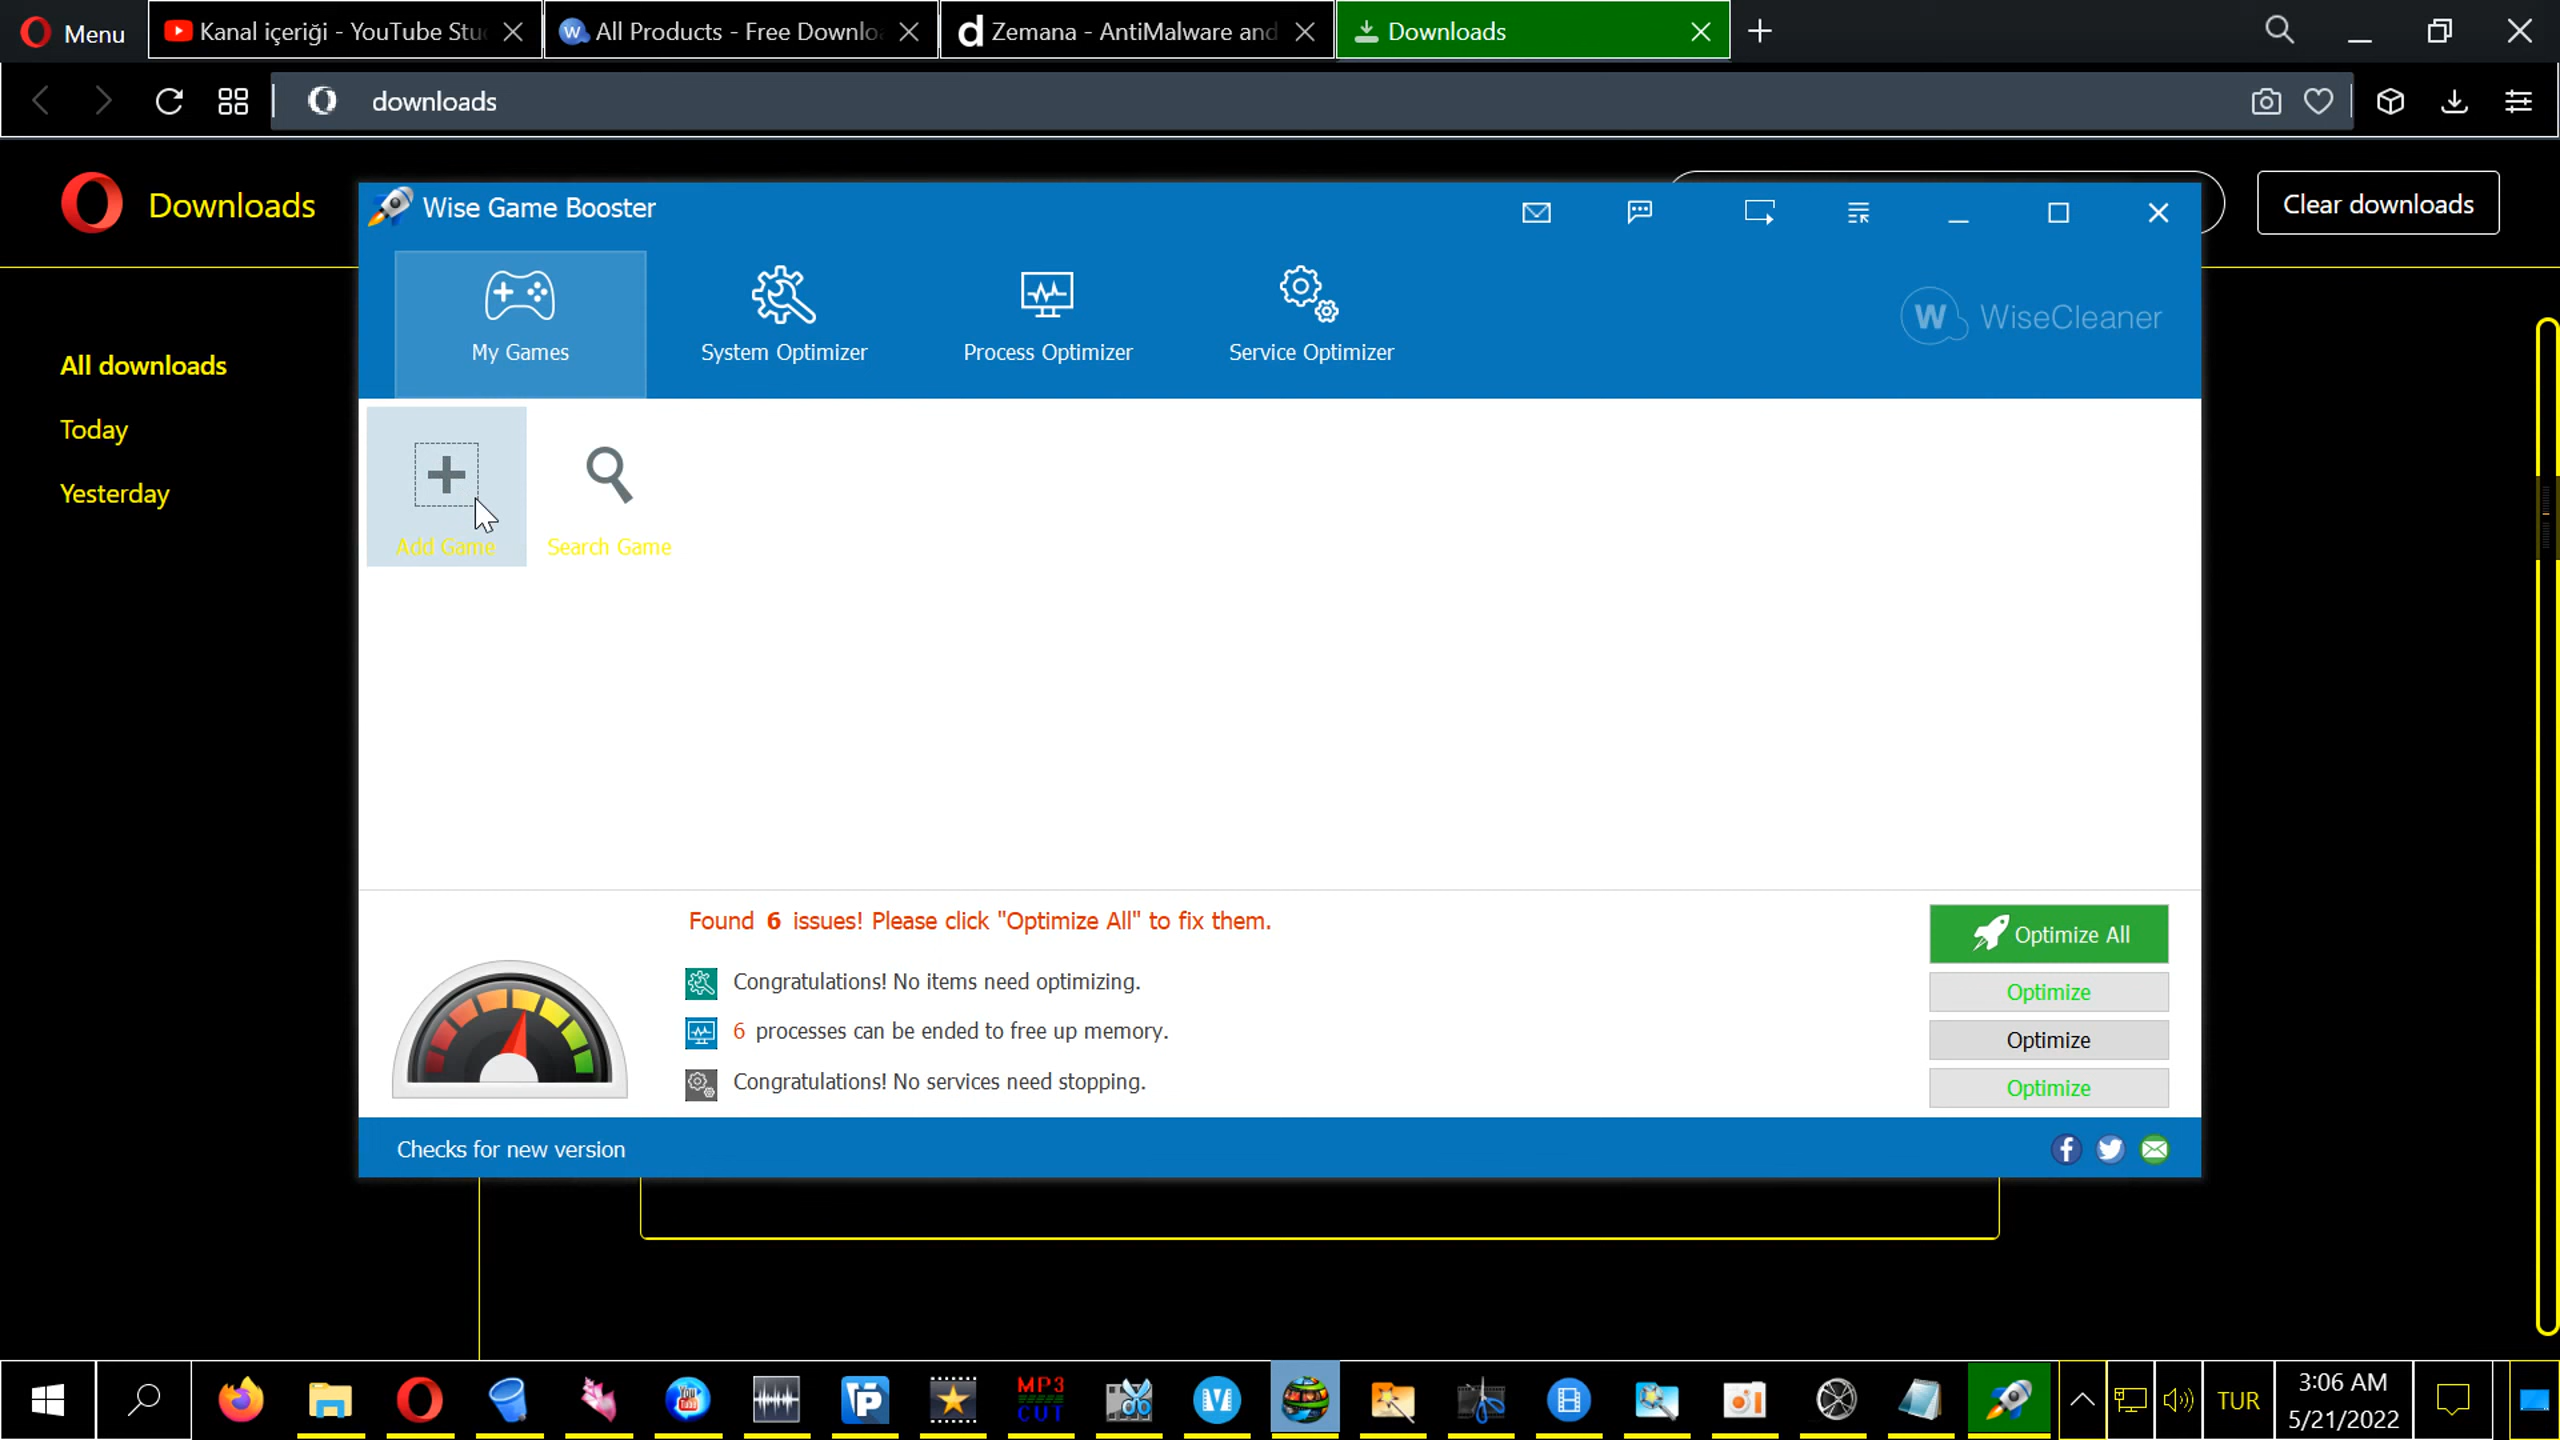 Menu
Kanal içeriği - YouTube Stu
All Products - Free Downlo
Zemana - AntiMalware and
Downloads
downloads
Downloads
Clear downloads
All downloads
Today
Yesterday
Wise Game Booster
My Games
System Optimizer
Process Optimizer
Service Optimizer
W WiseCleaner
Add Game
Search Game
Found 6 issues! Please click "Optimize All" to fix them.
Optimize All
Congratulations! No items need optimizing.
Optimize
6 processes can be ended to free up memory.
Optimize
Congratulations! No services need stopping.
Optimize
Checks for new version
You
Tube
MP3
CUT
TUR
3:06 AM
5/21/2022